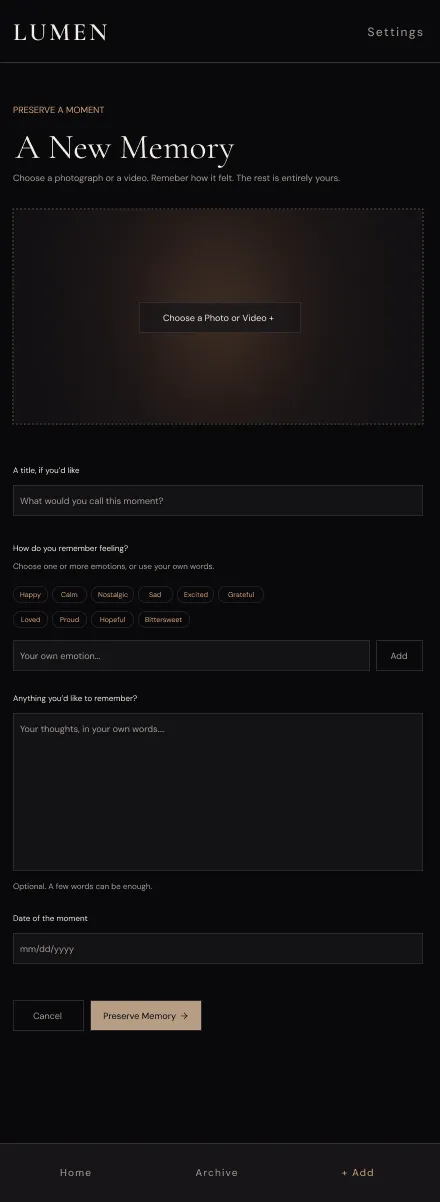 LUMEN
Settings
PRESERVE A MOMENT
A New Memory
Choose a photograph or a video. Remeber how it felt. The rest is entirely yours.
Choose a Photo or Video +
A title, if you'd like
What would you call this moment?
How do you remember feeling?
Choose one or more emotions, or use your own words.
Happy Calm Nostalgic Sad Excited Grateful
Loved Proud Hopeful Bittersweet
Your own emotion... Add
Anything you'd like to remember?
Your thoughts, in your own words....
Optional. A few words can be enough.
Date of the moment
mm/dd/yyyy
Cancel Preserve Memory →
Home Archive + Add